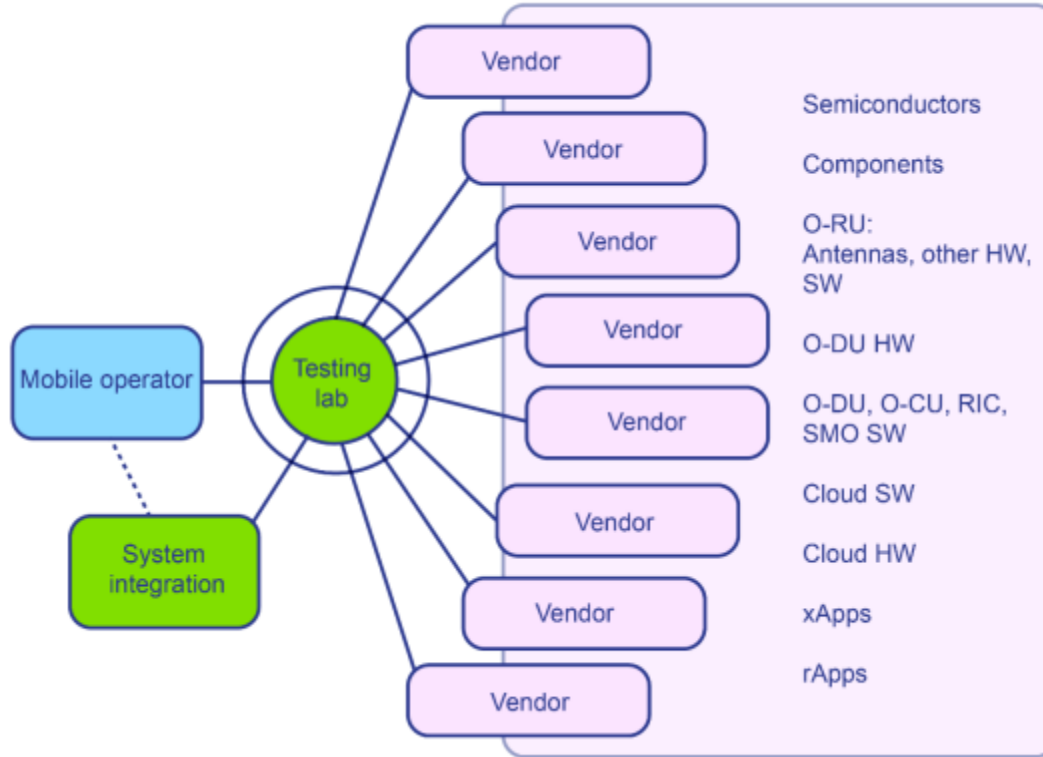 Vendor
Vendor
Vendor
Vendor
Vendor
Vendor
Vendor
Vendor
Mobile operator
Testing
lab
System
integration
Semiconductors
Components
O-RU:
Antennas, other HW,
SW
O-DU HW
O-DU, O-CU, RIC,
SMO SW
Cloud SW
Cloud HW
xApps
rApps